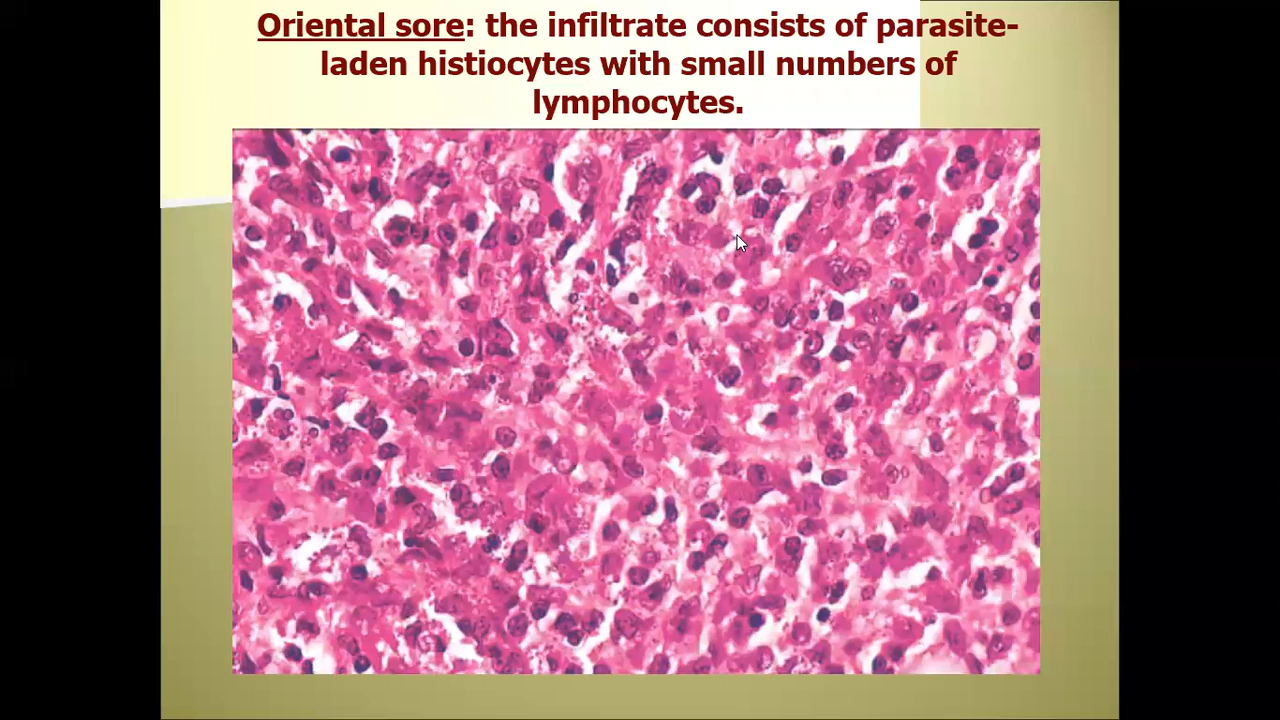 Oriental sore: the infiltrate consists of parasite-
laden histiocytes with small numbers of
lymphocytes.